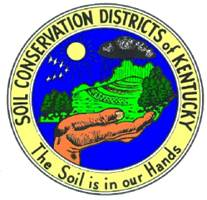 SOIL CONSERVATION DISTRICTS of KENTUCKY
The Soil is in our Hands